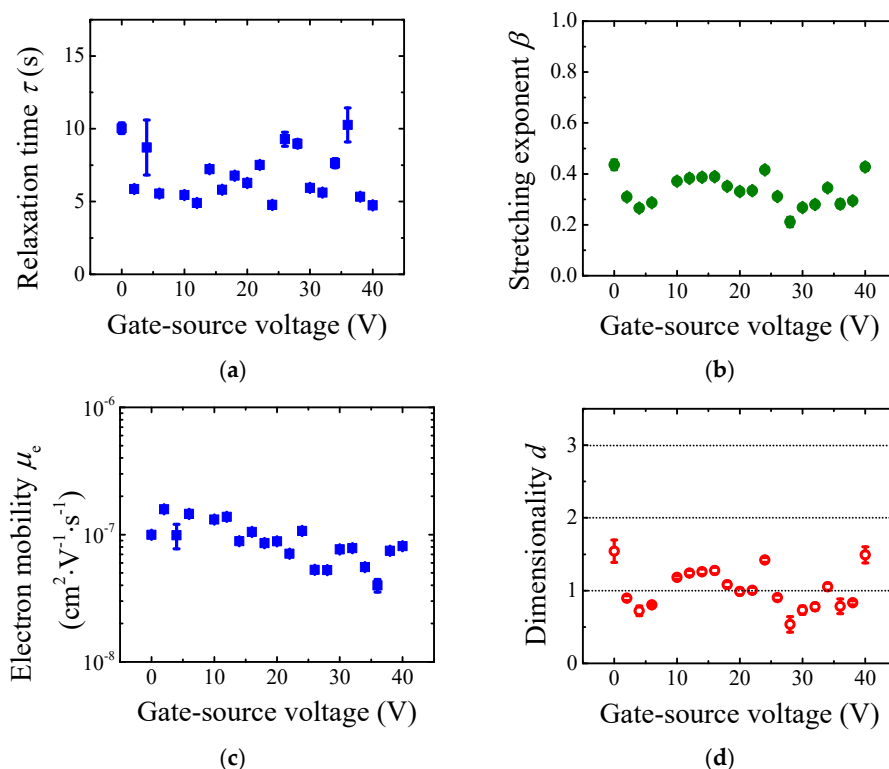 Relaxation time τ (s)
15
10
5
0
0 10 20 30 40
Gate-source voltage (V)
(a)
Stretching exponent β
1.0
0.8
0.6
0.4
0.2
0.0
0 10 20 30 40
Gate-source voltage (V)
(b)
Electron mobility μe
(cm²·V⁻¹·s⁻¹)
10⁻⁶
10⁻⁷
10⁻⁸
0 10 20 30 40
Gate-source voltage (V)
(c)
Dimensionality d
3
2
1
0
0 10 20 30 40
Gate-source voltage (V)
(d)